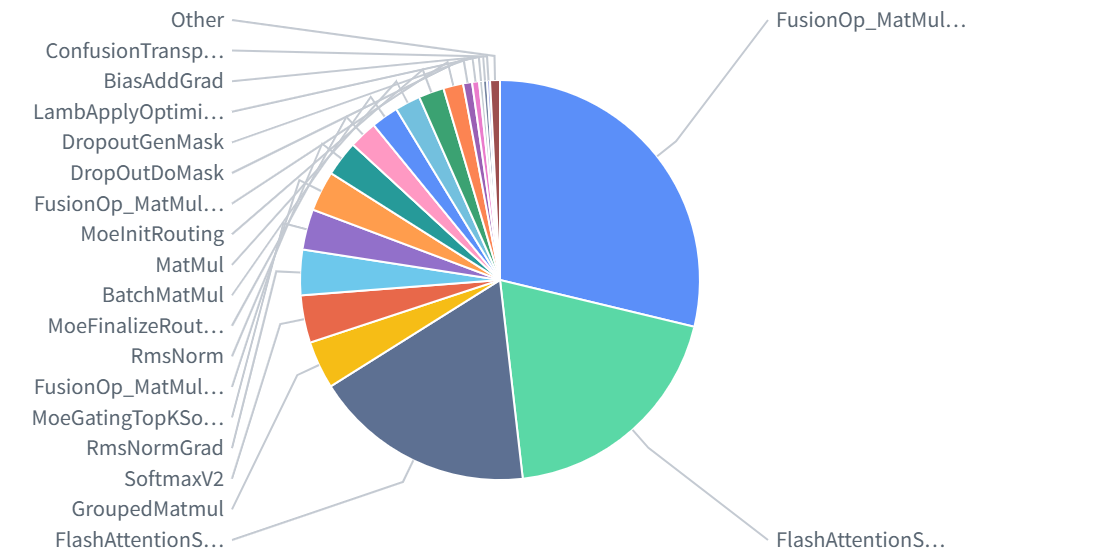 Other
ConfusionTransp…
BiasAddGrad
LambApplyOptimi…
DropoutGenMask
DropOutDoMask
FusionOp_MatMul…
MoeInitRouting
MatMul
BatchMatMul
MoeFinalizeRout…
RmsNorm
FusionOp_MatMul…
MoeGatingTopKSo…
RmsNormGrad
SoftmaxV2
GroupedMatmul
FlashAttentionS…
FusionOp_MatMul…
FlashAttentionS…